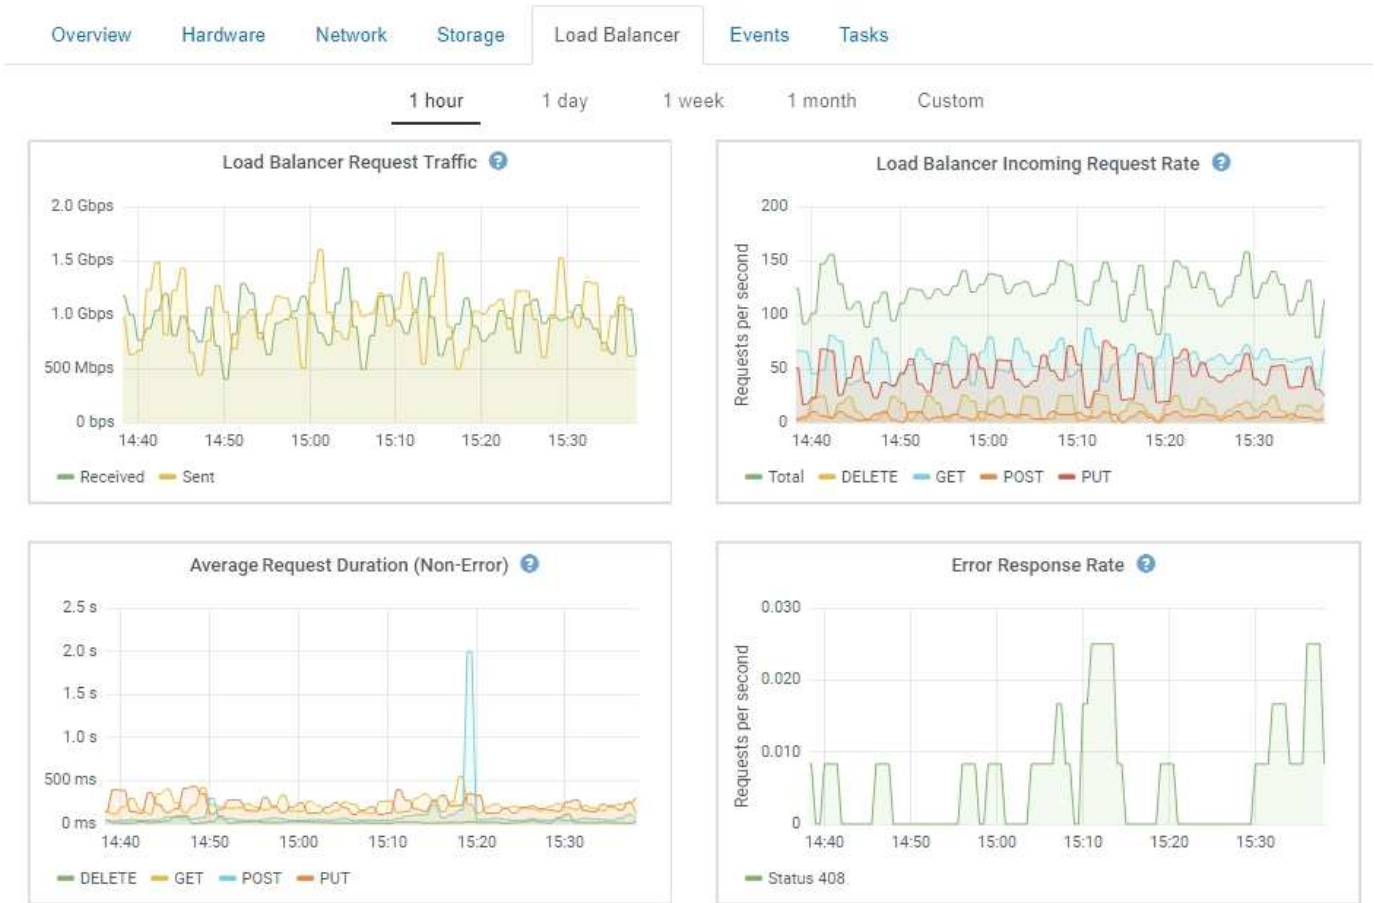 Overview Hardware Network Storage Load Balancer Events Tasks
1 hour 1 day 1 week 1 month Custom
Load Balancer Request Traffic ?
2.0 Gbps
1.5 Gbps
1.0 Gbps
500 Mbps
0 bps
14:40 14:50 15:00 15:10 15:20 15:30
Received Sent
Load Balancer Incoming Request Rate ?
Requests per second
200
150
100
50
0
14:40 14:50 15:00 15:10 15:20 15:30
Total DELETE GET POST PUT
Average Request Duration (Non-Error) ?
2.5 s
2.0 s
1.5 s
1.0 s
500 ms
0 ms
14:40 14:50 15:00 15:10 15:20 15:30
DELETE GET POST PUT
Error Response Rate ?
Requests per second
0.030
0.020
0.010
0
14:40 14:50 15:00 15:10 15:20 15:30
Status 408